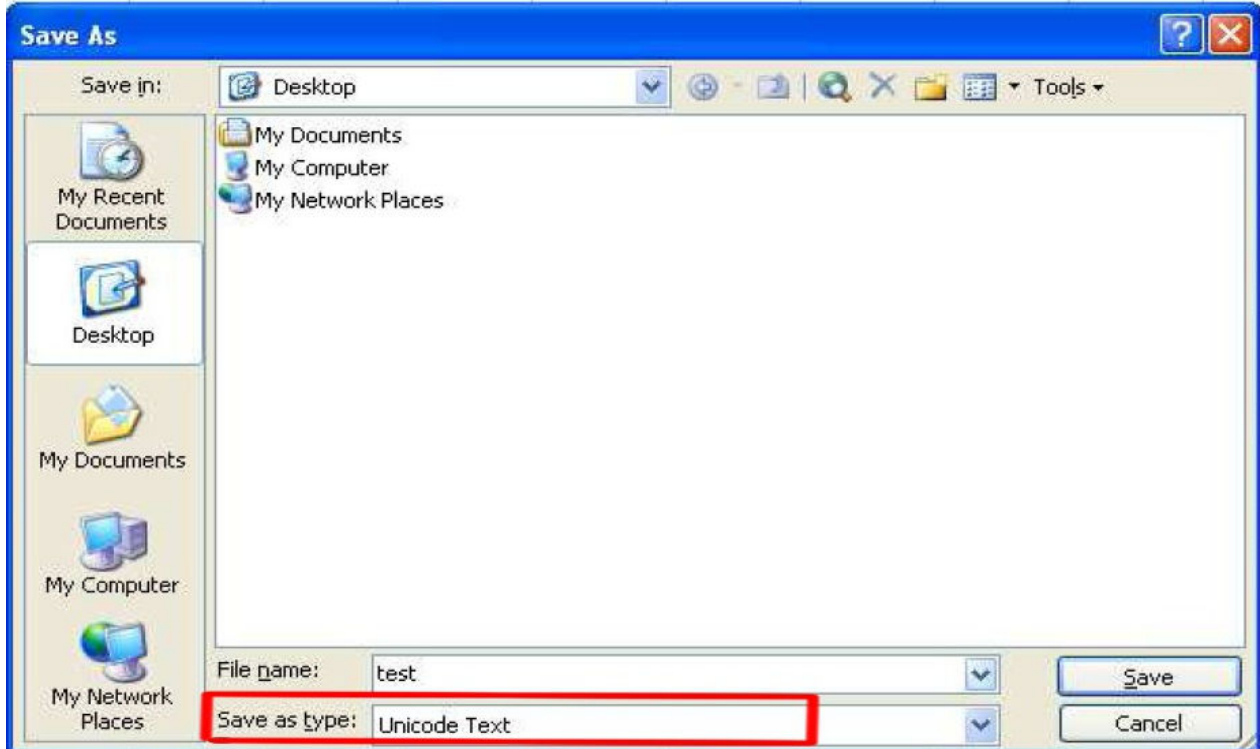 Save As
Save in:
Desktop
Tools
My Documents
My Computer
My Network Places
My Recent
Documents
Desktop
My Documents
My Computer
My Network
Places
File name:
test
Save
Save as type:
Unicode Text
Cancel